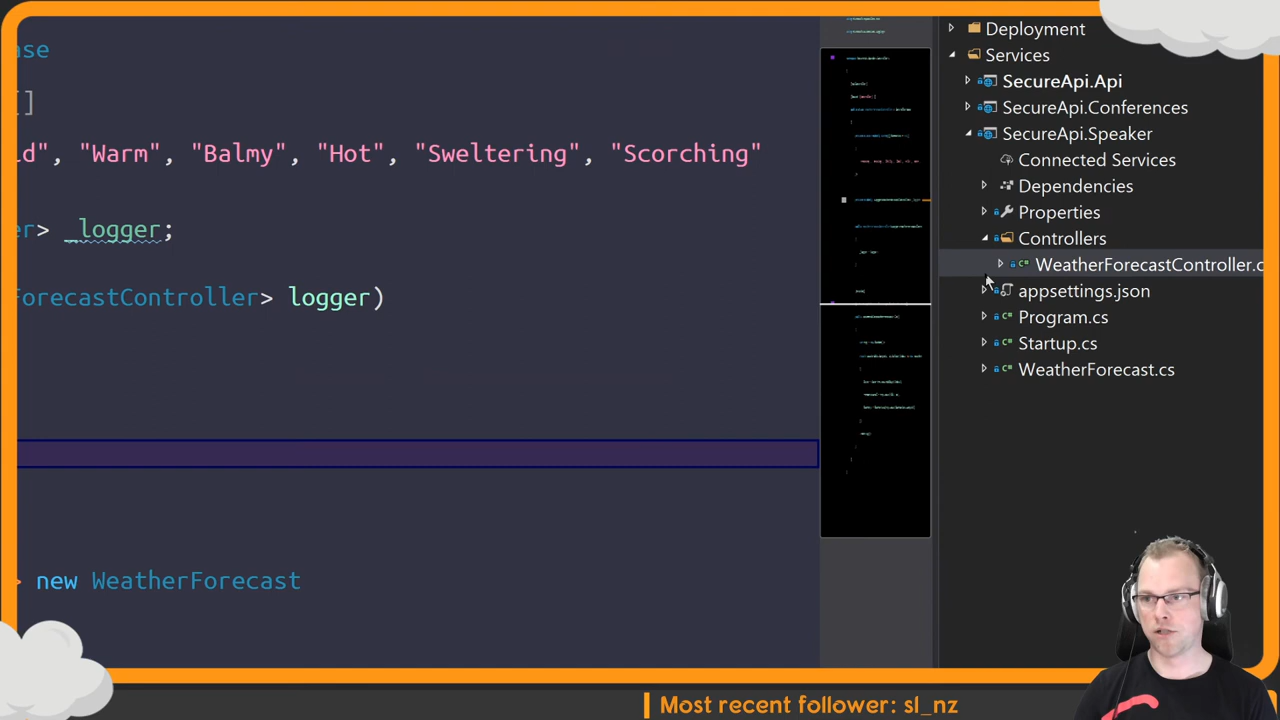 ase
[]
ld", "Warm", "Balmy", "Hot", "Sweltering", "Scorching"
er> _logger;
ForecastController> logger)
> new WeatherForecast
Deployment
Services
SecureApi.Api
SecureApi.Conferences
SecureApi.Speaker
Connected Services
Dependencies
Properties
Controllers
WeatherForecastController.c
appsettings.json
Program.cs
Startup.cs
WeatherForecast.cs
Most recent follower: sl_nz